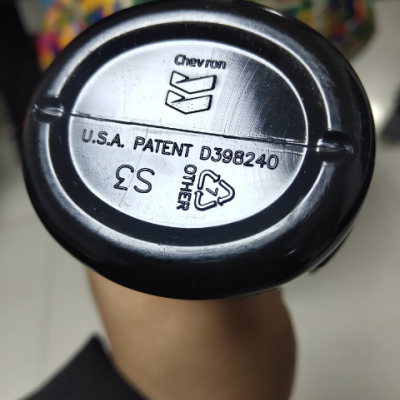 Chevron
U.S.A. PATENT D398240
S3
7
OTHER